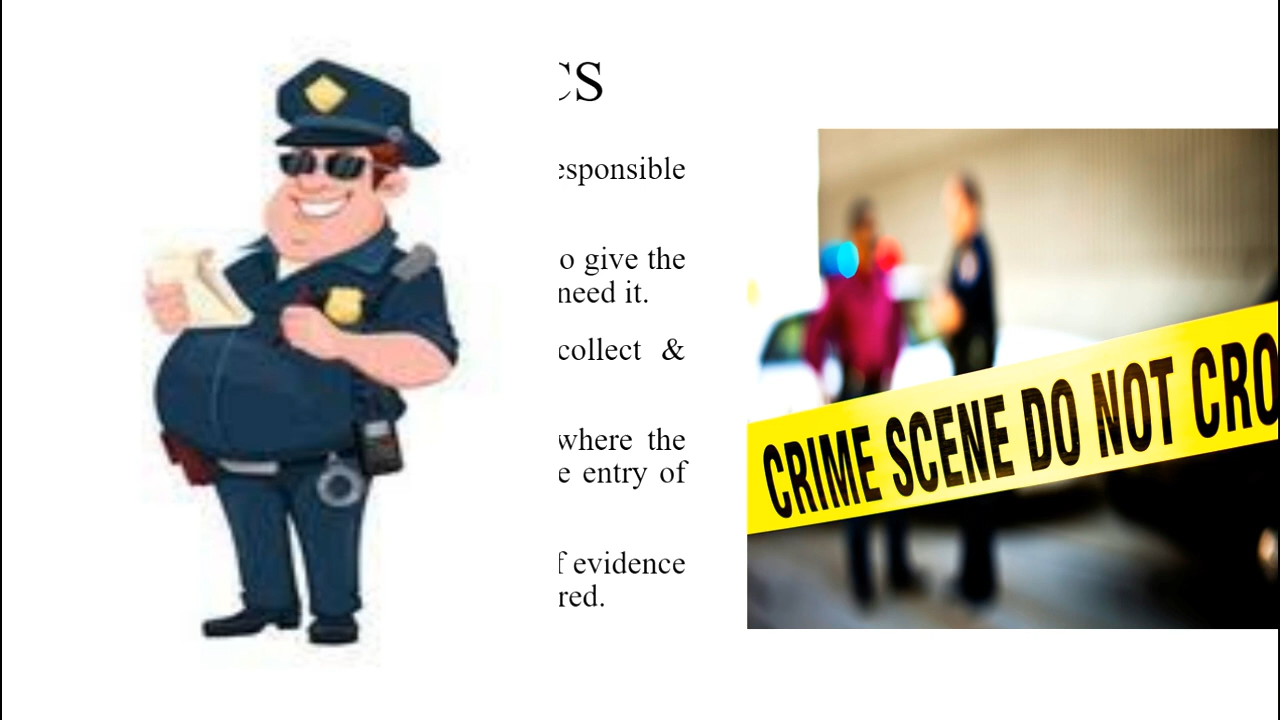 CS
esponsible
o give the
need it.
collect &
where the
e entry of
f evidence
red.
CRIME SCENE DO NOT CRO